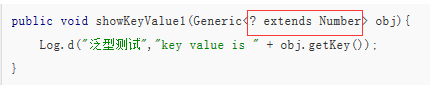 public void showKeyValue1(Generic<? extends Number> obj){
    Log.d("泛型测试","key value is " + obj.getKey());
}